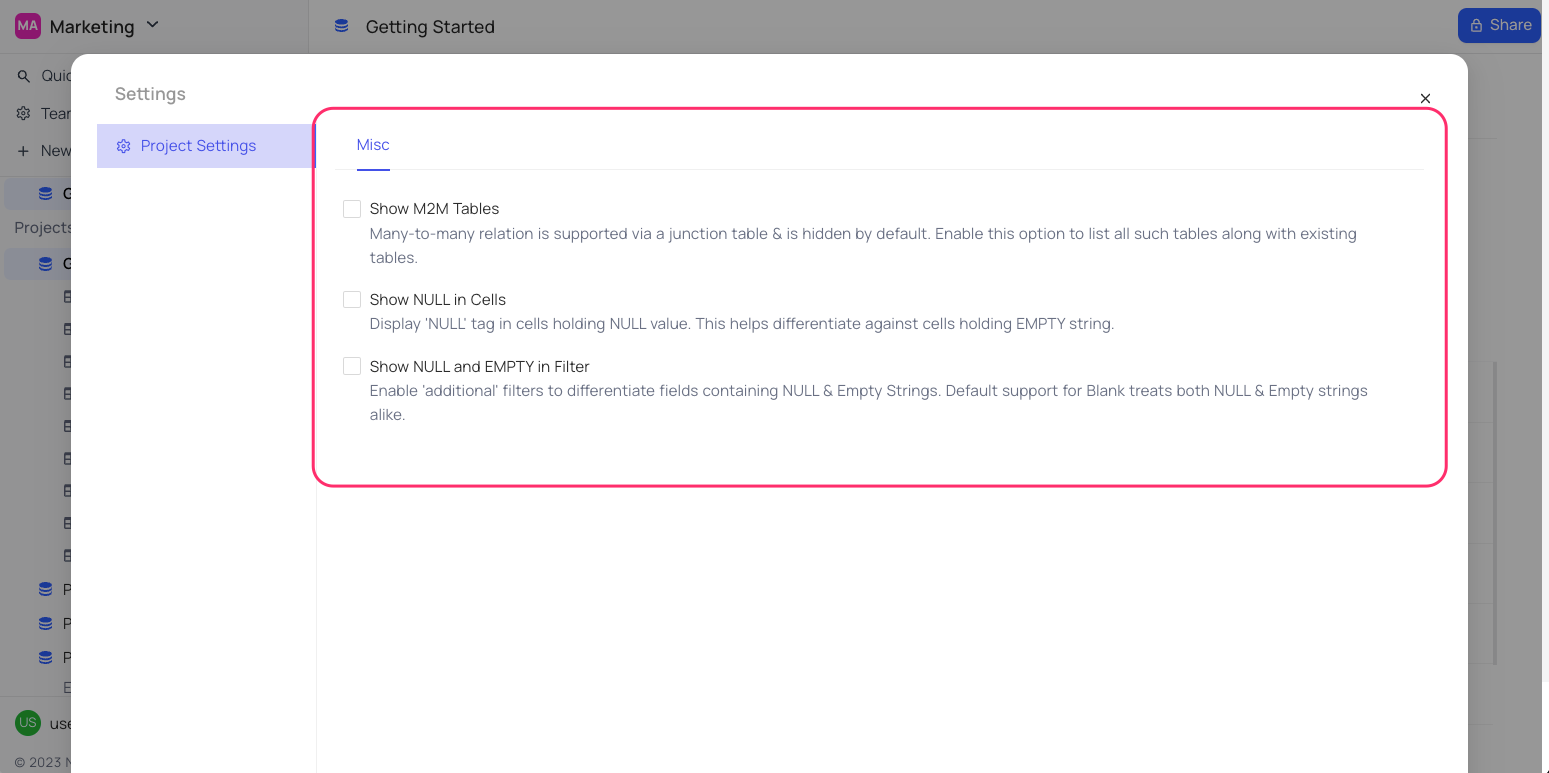 MA Marketing
Getting Started
Share
Quic
Settings
Tear
Misc
Project Settings
New
Show M2M Tables
Many-to-many relation is supported via a junction table & is hidden by default. Enable this option to list all such tables along with existing
tables.
G
Projects
G
Show NULL in Cells
Display 'NULL' tag in cells holding NULL value. This helps differentiate against cells holding EMPTY string.
Show NULL and EMPTY in Filter
Enable 'additional' filters to differentiate fields containing NULL & Empty Strings. Default support for Blank treats both NULL & Empty strings
alike.
P
P
P
E
US use
© 2023 N